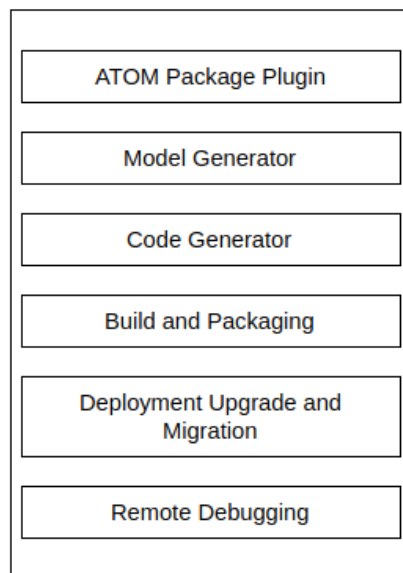 ATOM Package Plugin
Model Generator
Code Generator
Build and Packaging
Deployment Upgrade and
Migration
Remote Debugging